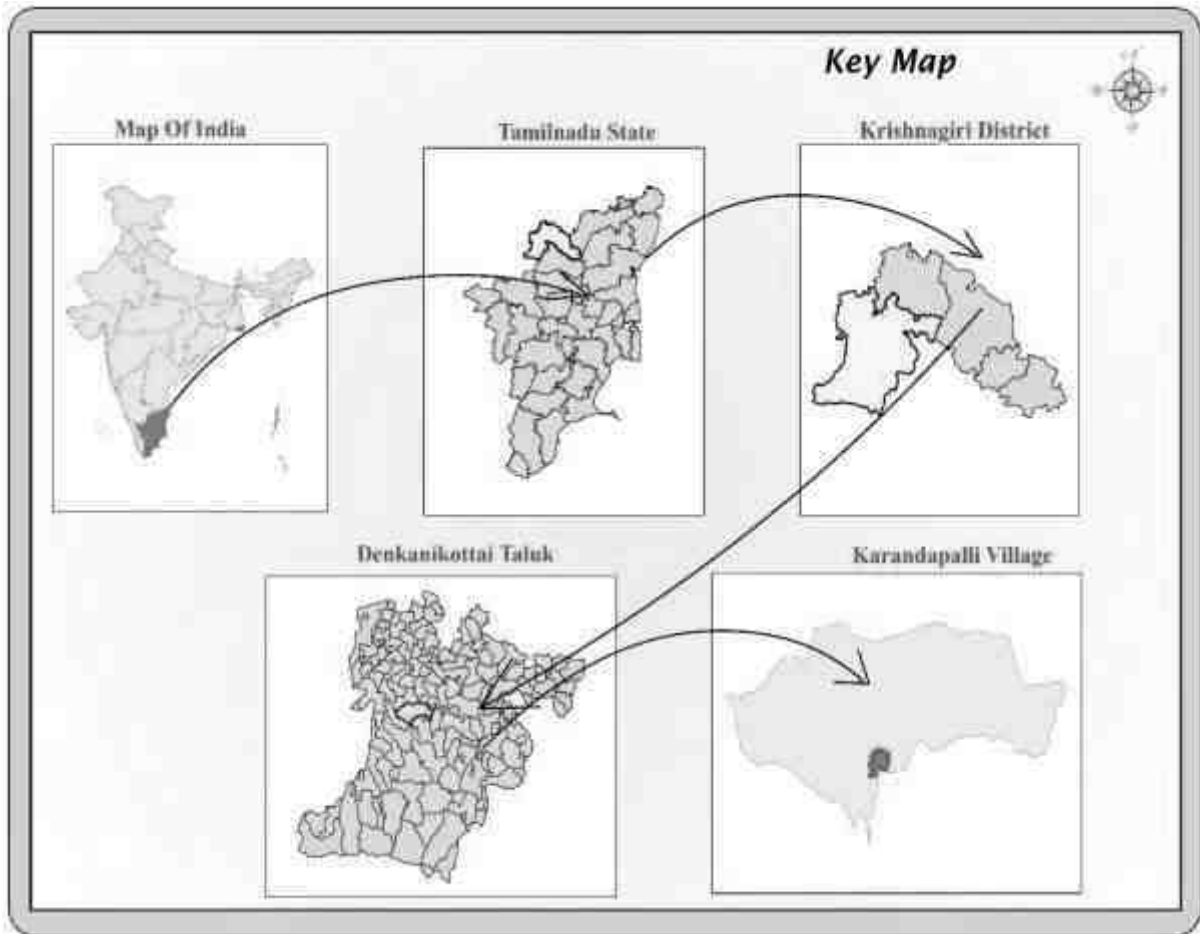 Key Map
Map Of India
Tamilnadu State
Krishnagiri District
Denkanikottai Taluk
Karandapalli Village